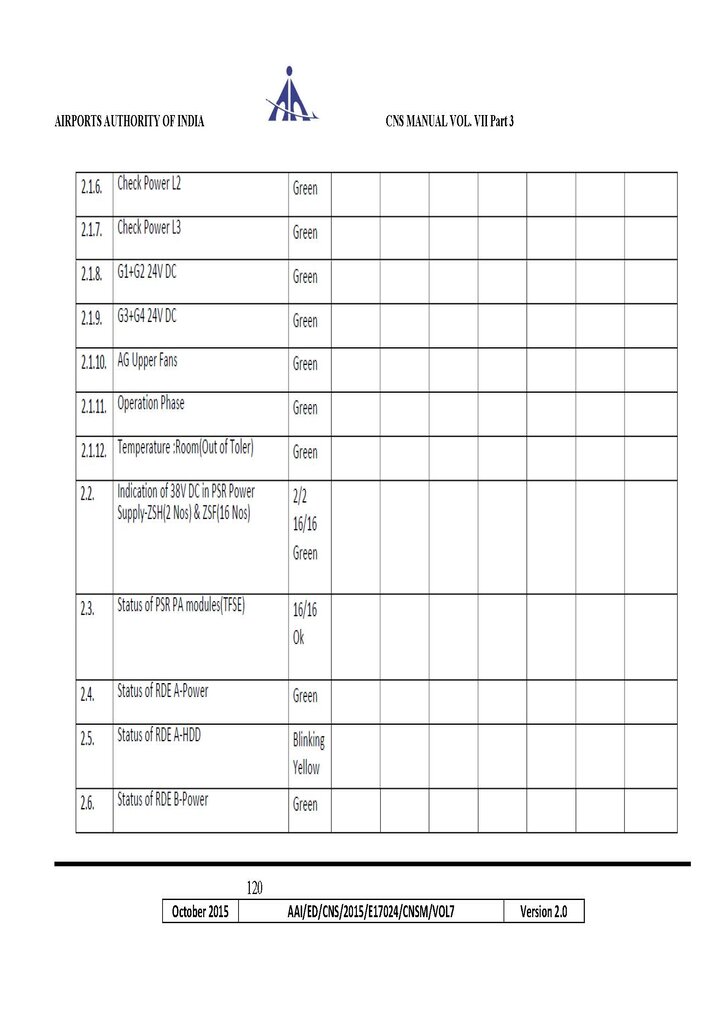 AIRPORTS AUTHORITY OF INDIA CNS MANUAL VOL. VII Part 3
2.1.6. Check Power L2 Green
2.1.7. Check Power L3 Green
2.1.8. G1+G2 24V DC Green
2.1.9. G3+G4 24V DC Green
2.1.10. AG Upper Fans Green
2.1.11. Operation Phase Green
2.1.12. Temperature :Room(Out of Toler) Green
2.2. Indication of 38V DC in PSR Power 2/2
Supply-ZSH(2 Nos) & ZSF(16 Nos) 16/16
Green
2.3. Status of PSR PA modules(TFSE) 16/16
Ok
2.4. Status of RDE A-Power Green
2.5. Status of RDE A-HDD Blinking
Yellow
2.6. Status of RDE B-Power Green
120
October 2015 AAI/ED/CNS/2015/E17024/CNSM/VOL7 Version 2.0